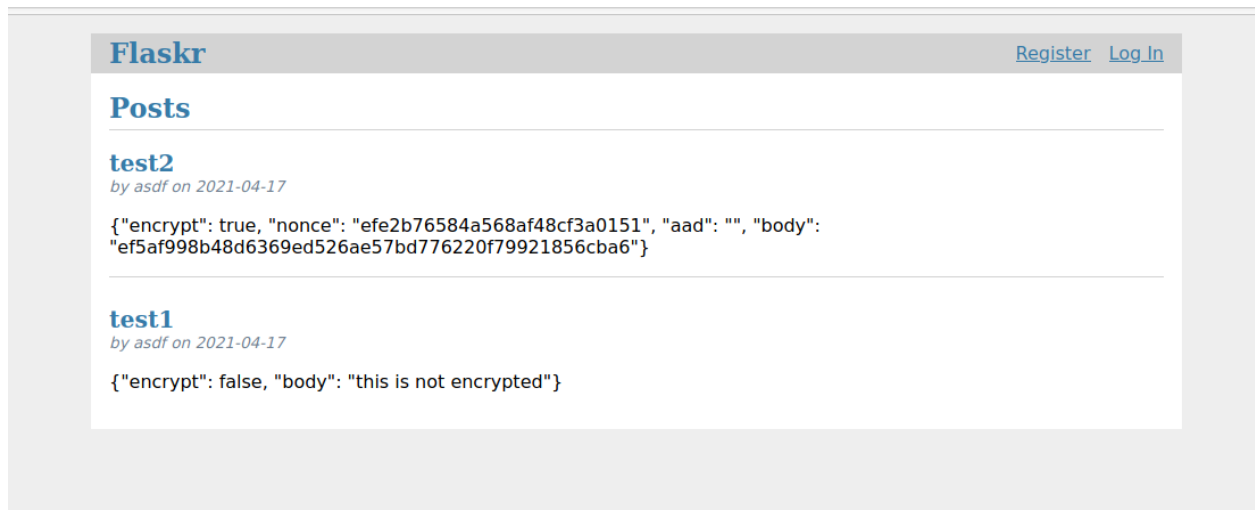 Flaskr
Register Log In
Posts
test2
by asdf on 2021-04-17
{"encrypt": true, "nonce": "efe2b76584a568af48cf3a0151", "aad": "", "body":
"ef5af998b48d6369ed526ae57bd776220f79921856cba6"}
test1
by asdf on 2021-04-17
{"encrypt": false, "body": "this is not encrypted"}